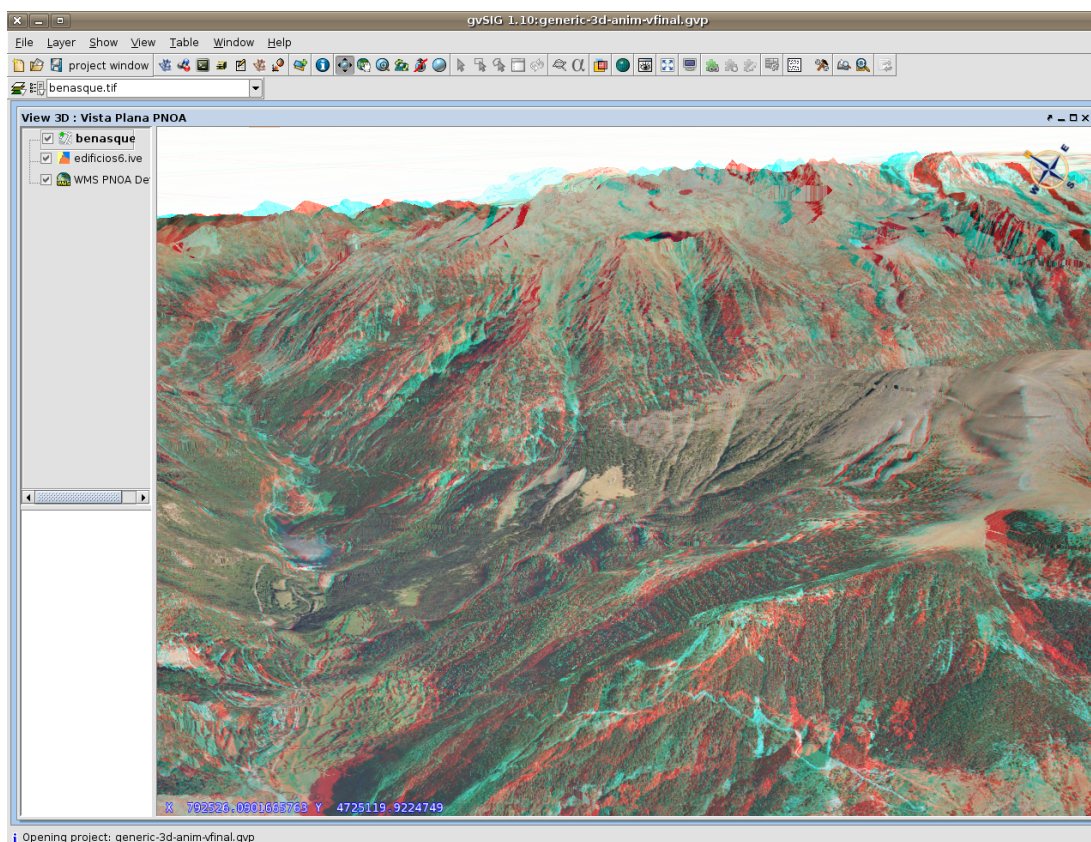 gvSIG 1.10:generic-3d-anim-vfinal.gvp
File Layer Show View Table Window Help
project window
benasque.tif
View 3D : Vista Plana PNOA
benasque
edificios6.ive
WMS PNOA De
E
S
W
X 792526.0901665763 Y 4725119.9224749
Opening project: generic-3d-anim-vfinal.gvp